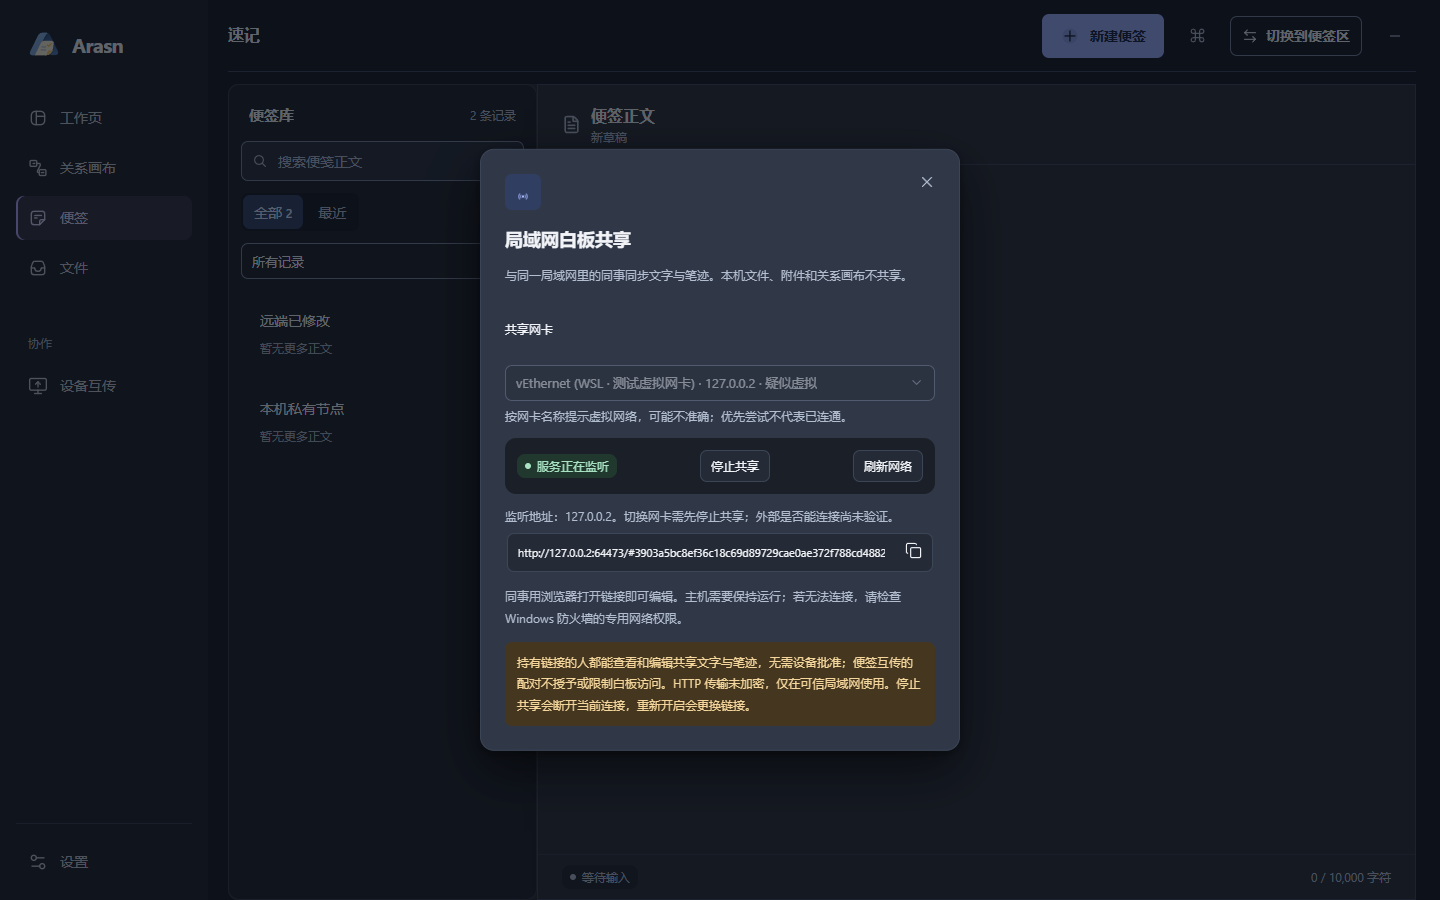 Arasn
工作页
关系画布
便签
文件
协作
设备互传
设置
速记
新建便签
切换到便签区
便签库
2 条记录
搜索便笺正文
全部 2
最近
所有记录
远端已修改
暂无更多正文
本机私有节点
暂无更多正文
便签正文
新草稿
局域网白板共享
与同一局域网里的同事同步文字与笔迹。本机文件、附件和关系画布不共享。
共享网卡
vEthernet (WSL · 测试虚拟网卡) · 127.0.0.2 · 疑似虚拟
按网卡名称提示虚拟网络，可能不准确；优先尝试不代表已连通。
服务正在监听
停止共享
刷新网络
监听地址：127.0.0.2。切换网卡需先停止共享；外部是否能连接尚未验证。
http://127.0.0.2:64473/#3903a5bc8ef36c18c69d89729cae0ae372f788cd4882
同事用浏览器打开链接即可编辑。主机需要保持运行；若无法连接，请检查
Windows 防火墙的专用网络权限。
持有链接的人都能查看和编辑共享文字与笔迹，无需设备批准；便签互传的
配对不授予或限制白板访问。HTTP 传输未加密，仅在可信局域网使用。停止
共享会断开当前连接，重新开启会更换链接。
等待输入
0 / 10,000 字符